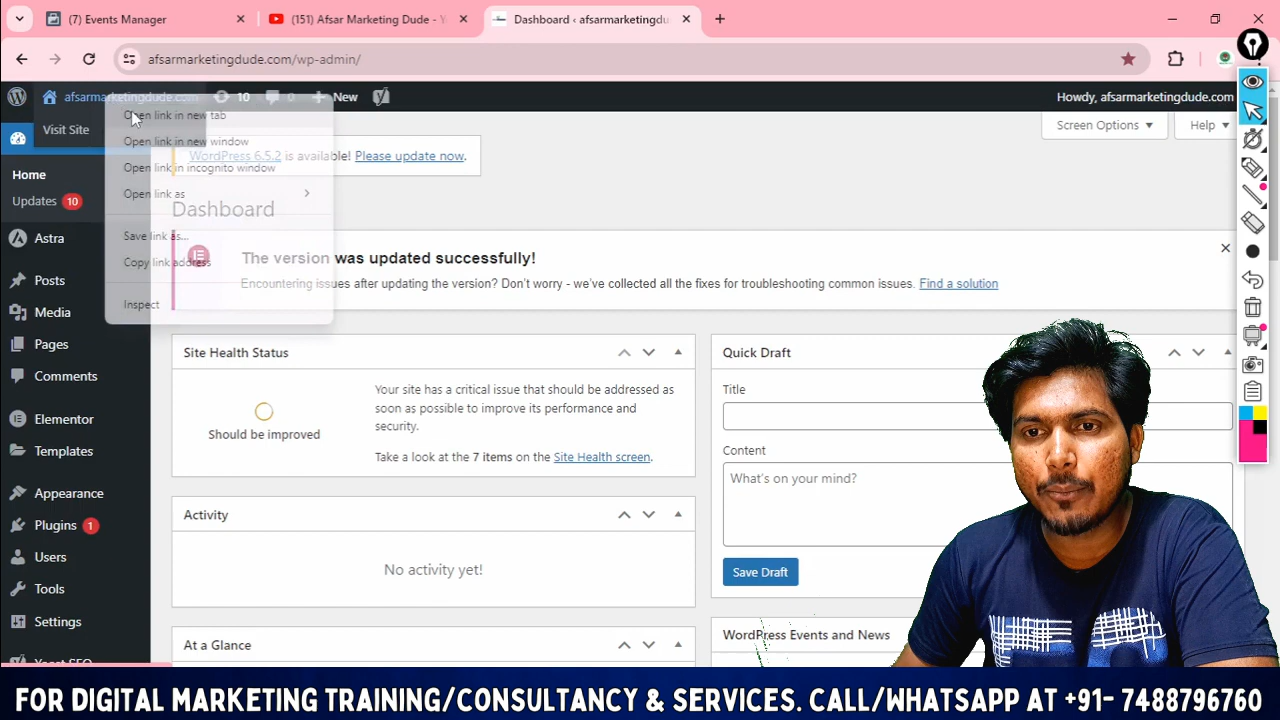 (7) Events Manager
(151) Afsar Marketing Dude - Y
Dashboard ‹ afsarmarketingdu
afsarmarketingdude.com/wp-admin/
afsarmarketingdude.com
10
0
New
Howdy, afsarmarketingdude.com
Visit Site
Open link in new tab
Open link in new window
Open link in incognito window
Open link as
Save link as...
Copy link address
Inspect
Screen Options
Help
WordPress 6.5.2 is available! Please update now.
Home
Updates 10
Astra
Posts
Media
Pages
Comments
Elementor
Templates
Appearance
Plugins 1
Users
Tools
Settings
Yoast SEO
Dashboard
The version was updated successfully!
Encountering issues after updating the version? Don't worry - we've collected all the fixes for troubleshooting common issues. Find a solution
Site Health Status
Should be improved
Your site has a critical issue that should be addressed as
soon as possible to improve its performance and
security.
Take a look at the 7 items on the Site Health screen.
Activity
No activity yet!
At a Glance
Quick Draft
Title
Content
What's on your mind?
Save Draft
WordPress Events and News
FOR DIGITAL MARKETING TRAINING/CONSULTANCY & SERVICES. CALL/WHATSAPP AT +91- 7488796760